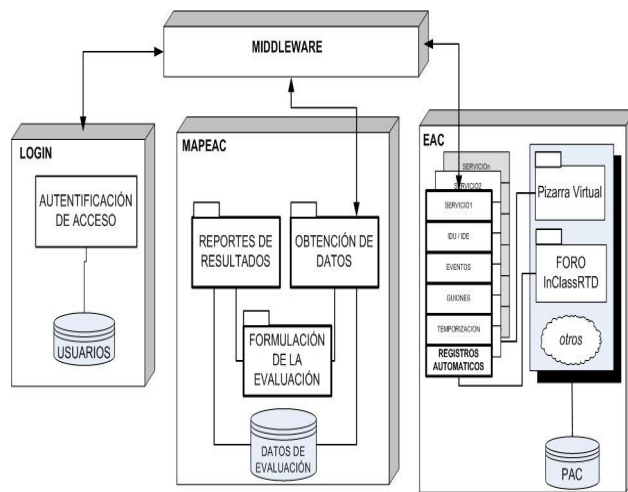 MIDDLEWARE
LOGIN
AUTENTIFICACIÓN
DE ACCESO
USUARIOS
MAPEAC
REPORTES DE
RESULTADOS
OBTENCIÓN DE
DATOS
FORMULACIÓN
DE LA
EVALUACIÓN
DATOS DE
EVALUACIÓN
EAC
SERVICIOn
SERVICIO2
SERVICIO1
IDU / IDE
EVENTOS
GUIONES
TEMPORIZACION
REGISTROS
AUTOMATICOS
Pizarra Virtual
FORO
InClassRTD
otros
PAC